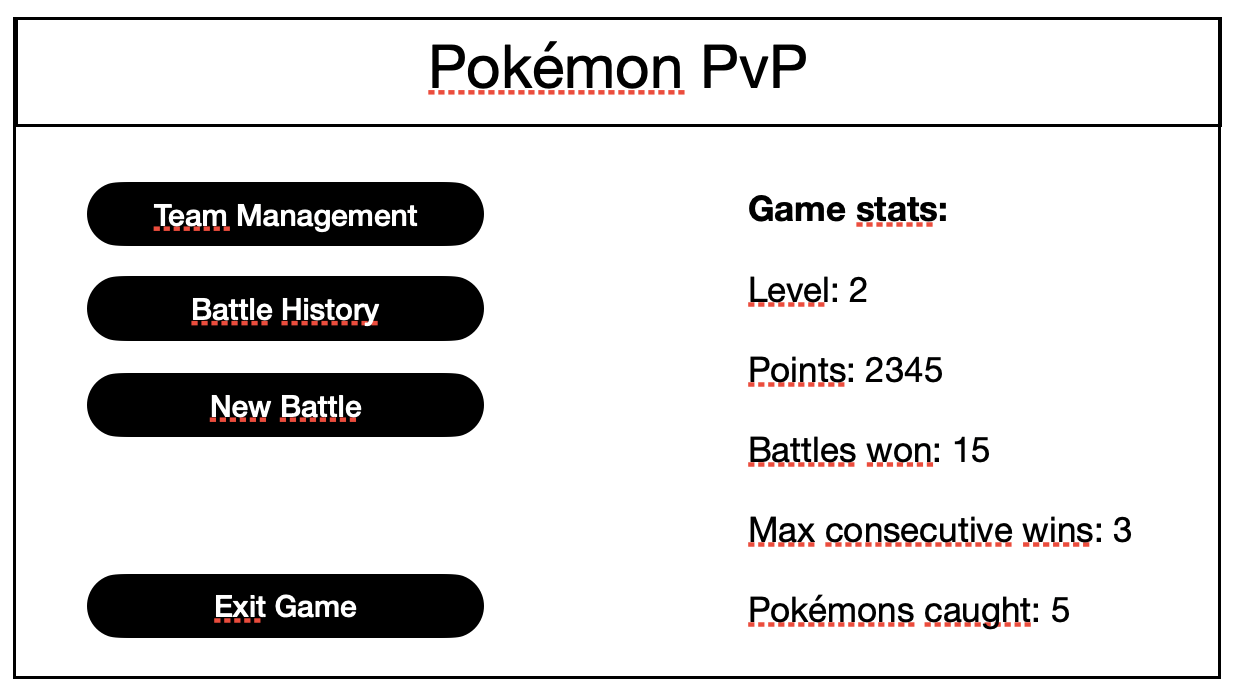 Pokémon PvP
Team Management
Battle History
New Battle
Exit Game
Game stats:
Level: 2
Points: 2345
Battles won: 15
Max consecutive wins: 3
Pokémons caught: 5